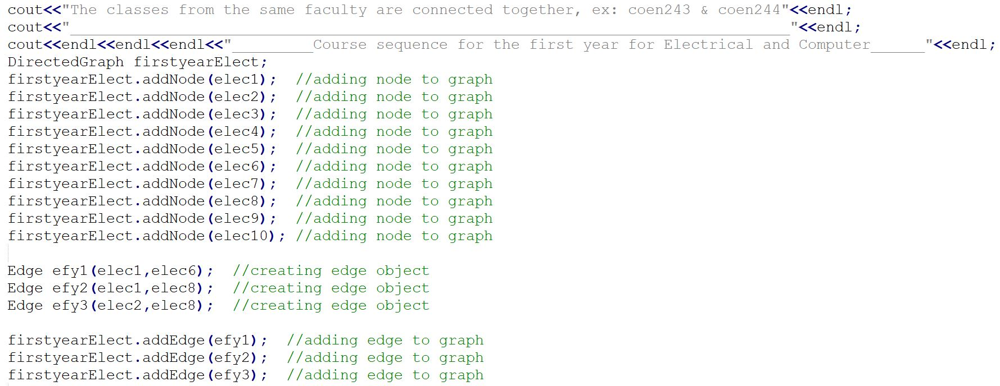 cout<<"The classes from the same faculty are connected together, ex: coen243 & coen244"<<endl;
cout<<"________________________________________________________________________________"<<endl;
cout<<endl<<endl<<endl<<"_________Course sequence for the first year for Electrical and Computer______"<<endl;
DirectedGraph firstyearElect;
firstyearElect.addNode(elec1);  //adding node to graph
firstyearElect.addNode(elec2);  //adding node to graph
firstyearElect.addNode(elec3);  //adding node to graph
firstyearElect.addNode(elec4);  //adding node to graph
firstyearElect.addNode(elec5);  //adding node to graph
firstyearElect.addNode(elec6);  //adding node to graph
firstyearElect.addNode(elec7);  //adding node to graph
firstyearElect.addNode(elec8);  //adding node to graph
firstyearElect.addNode(elec9);  //adding node to graph
firstyearElect.addNode(elec10); //adding node to graph
Edge efy1(elec1,elec6);  //creating edge object
Edge efy2(elec1,elec8);  //creating edge object
Edge efy3(elec2,elec8);  //creating edge object
firstyearElect.addEdge(efy1);  //adding edge to graph
firstyearElect.addEdge(efy2);  //adding edge to graph
firstyearElect.addEdge(efy3);  //adding edge to graph